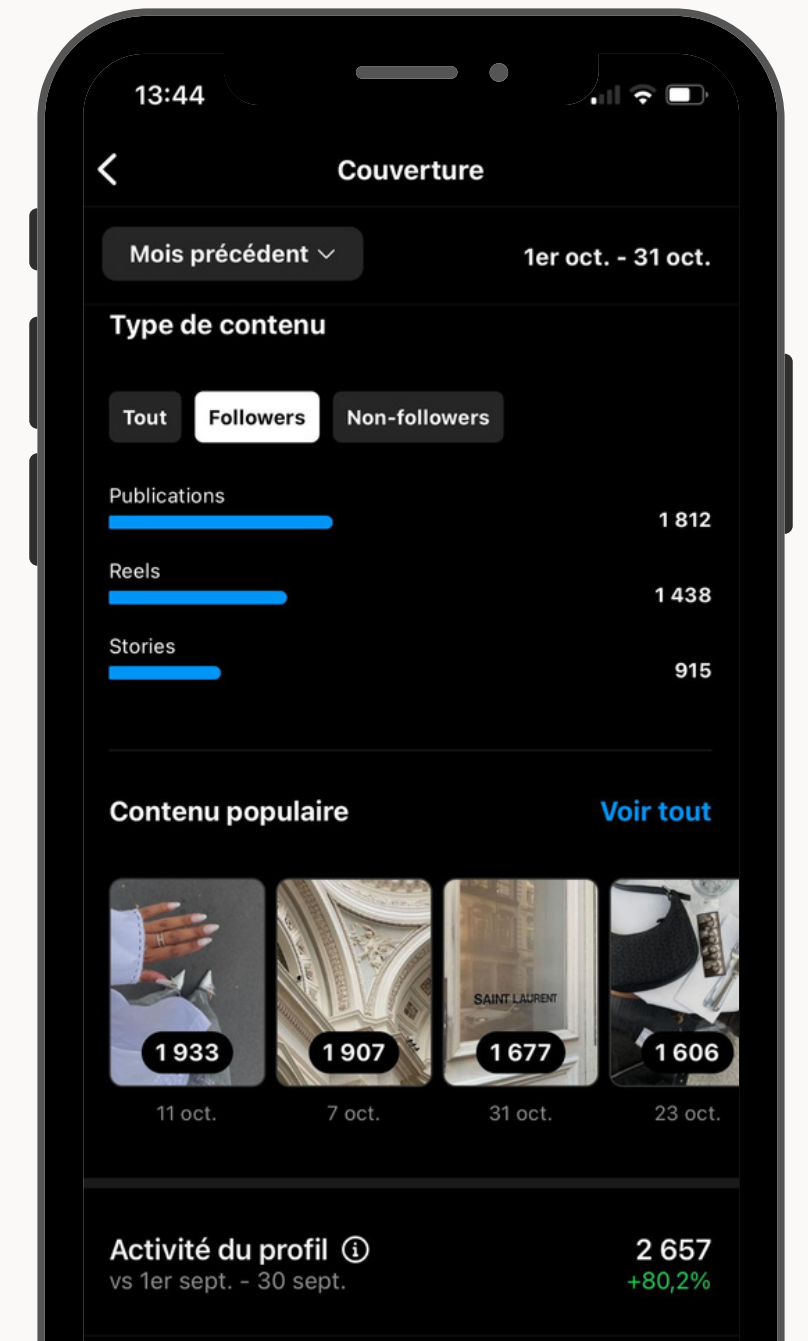 13:44
Couverture
Mois précédent
1er oct. - 31 oct.
Type de contenu
Tout Followers Non-followers
Publications
1 812
Reels
1 438
Stories
915
Contenu populaire Voir tout
SAINT LAURENT
1 933 1 907 1 677 1 606
11 oct. 7 oct. 31 oct. 23 oct.
Activité du profil 2 657
vs 1er sept. - 30 sept. +80,2%